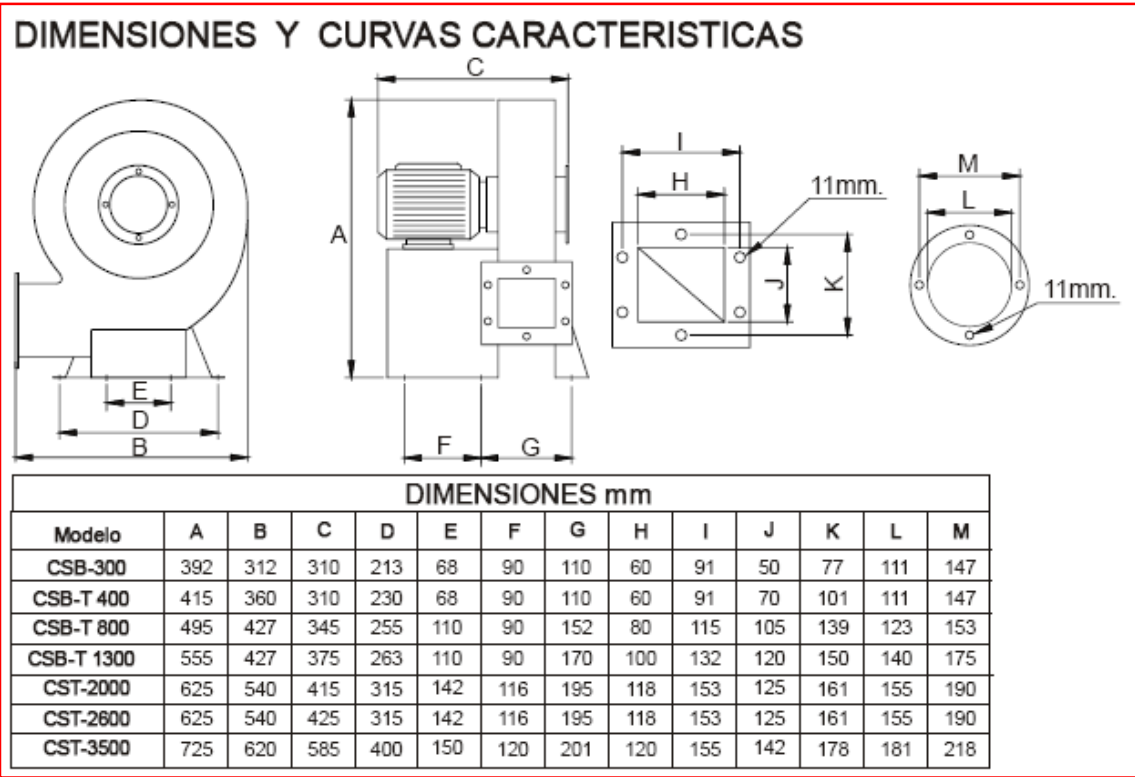 DIMENSIONES Y CURVAS CARACTERISTICAS
C
A
E
D
B
F
G
I
H
11mm.
J
K
M
L
11mm.
DIMENSIONES mm
Modelo A B C D E F G H I J K L M
CSB-300 392 312 310 213 68 90 110 60 91 50 77 111 147
CSB-T 400 415 360 310 230 68 90 110 60 91 70 101 111 147
CSB-T 800 495 427 345 255 110 90 152 80 115 105 139 123 153
CSB-T 1300 555 427 375 263 110 90 170 100 132 120 150 140 175
CST-2000 625 540 415 315 142 116 195 118 153 125 161 155 190
CST-2600 625 540 425 315 142 116 195 118 153 125 161 155 190
CST-3500 725 620 585 400 150 120 201 120 155 142 178 181 218